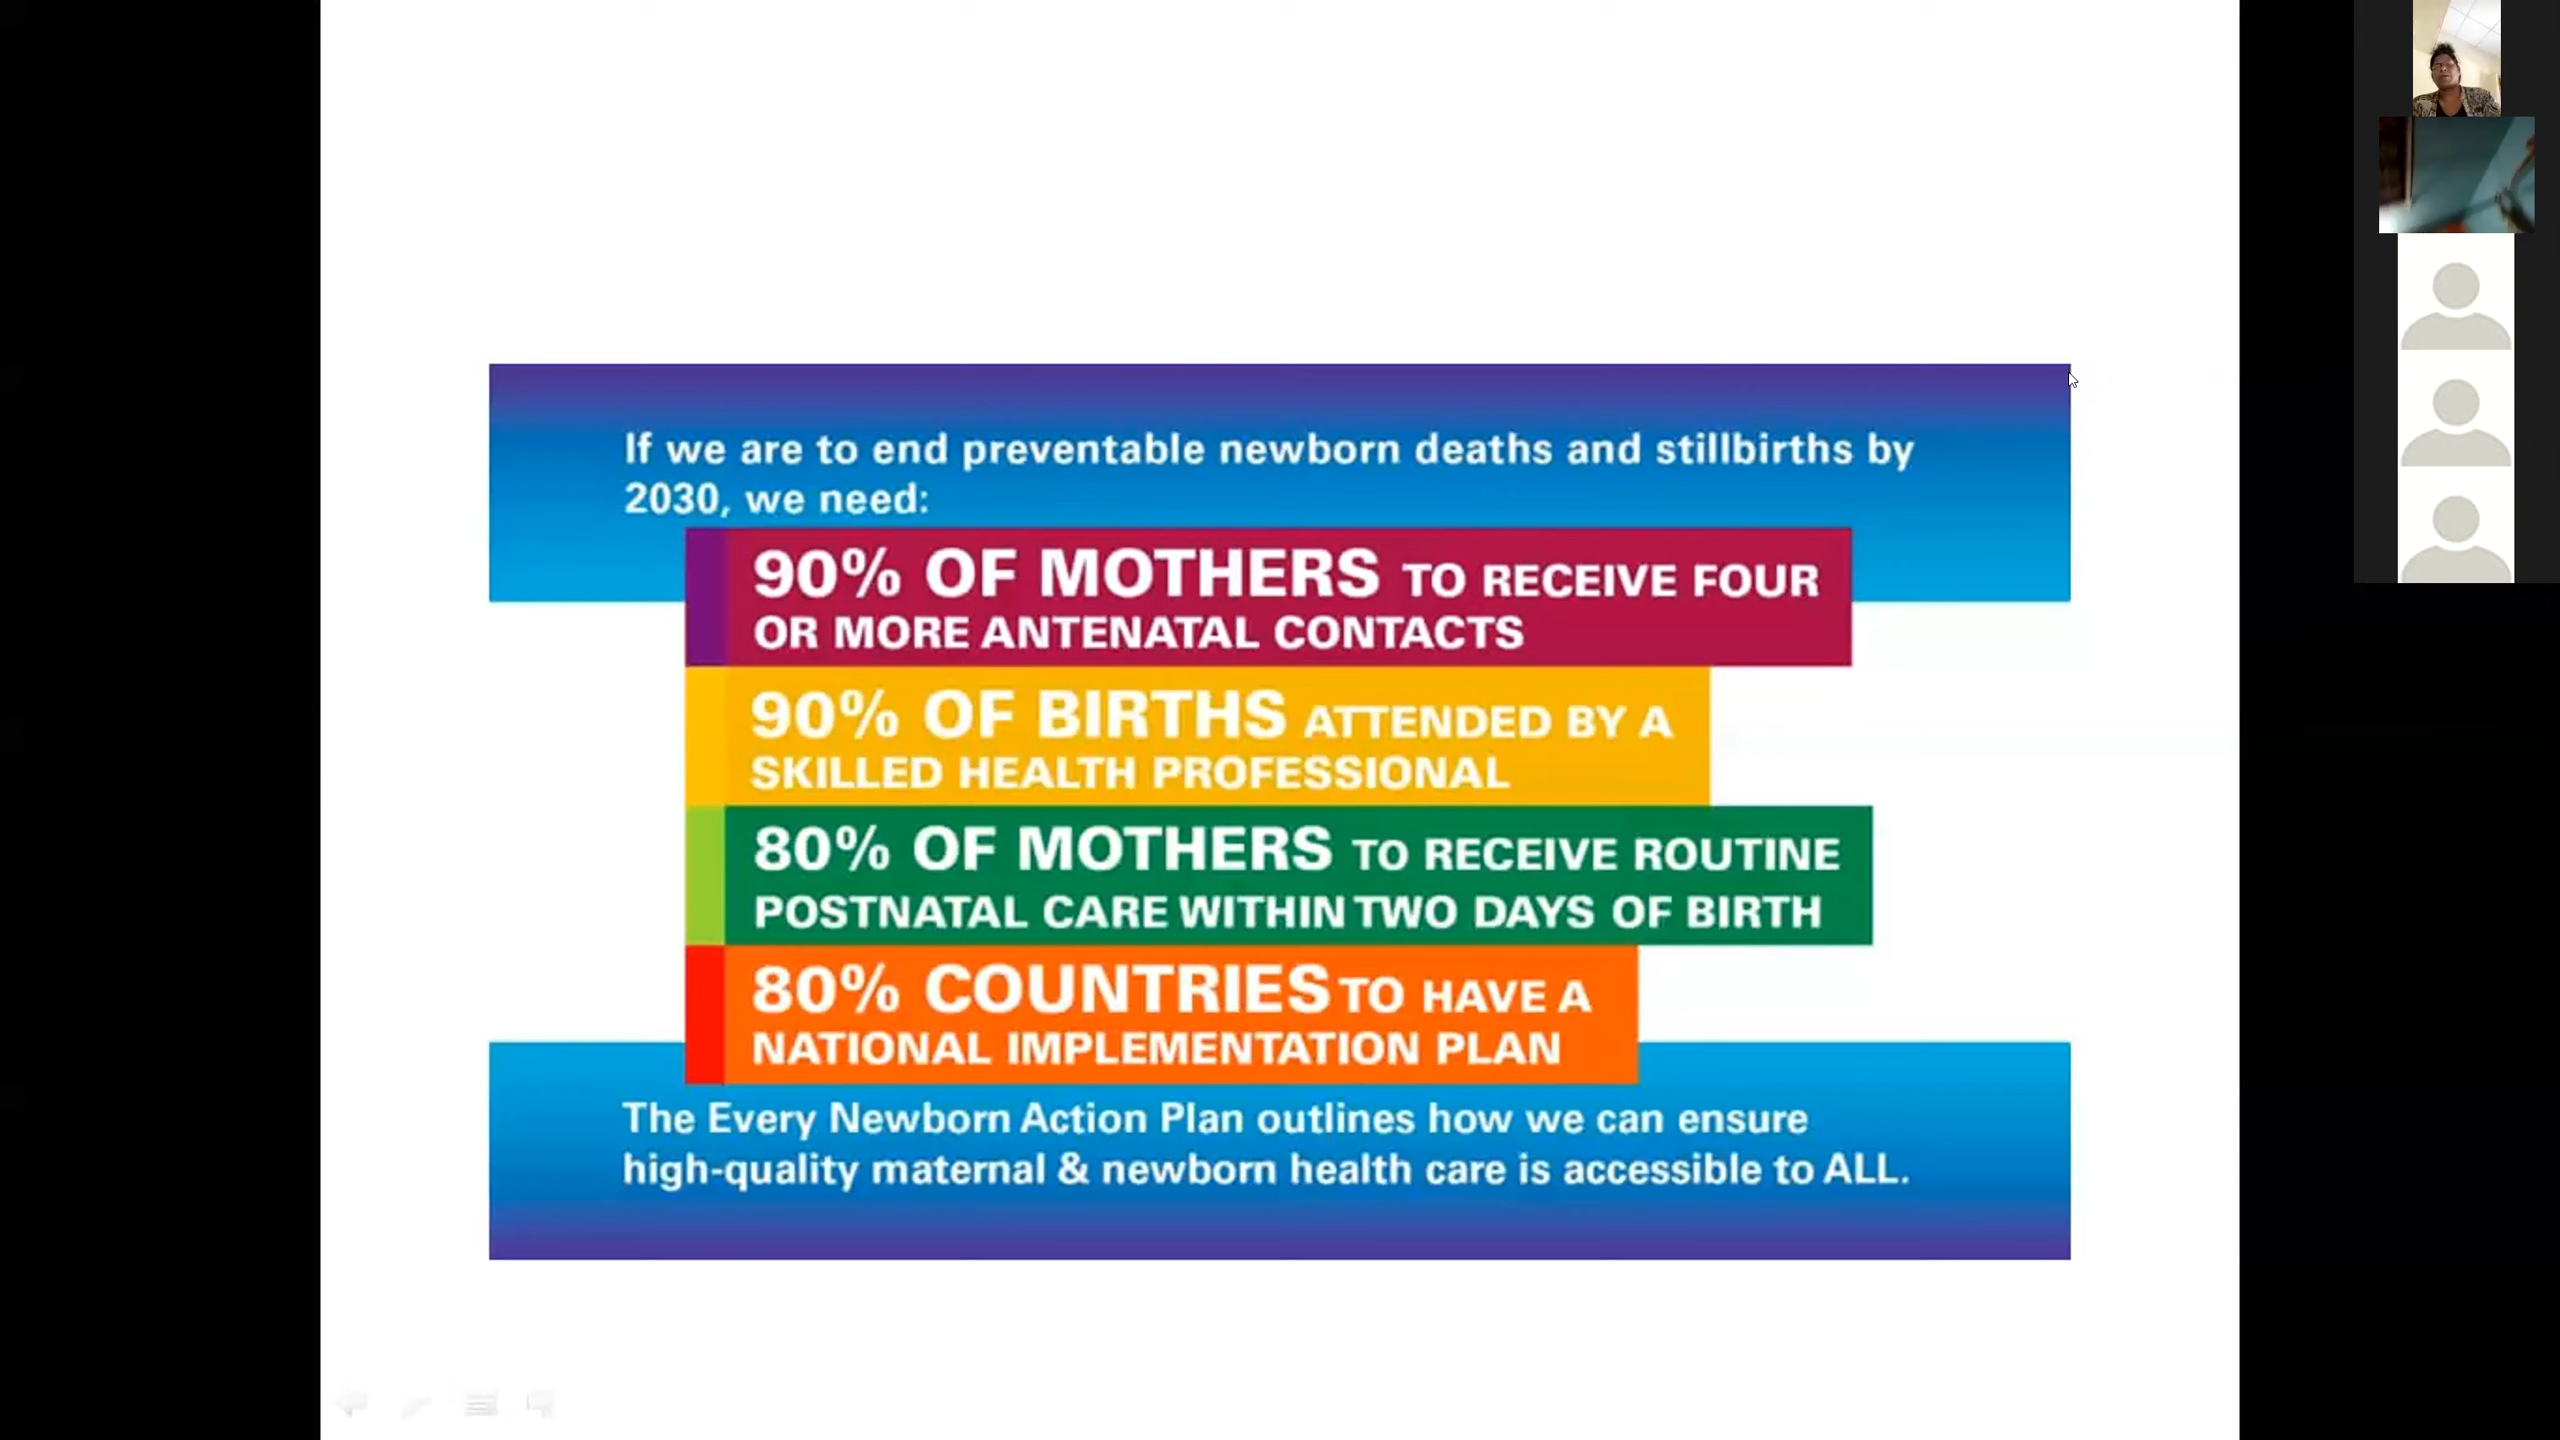 If we are to end preventable newborn deaths and stillbirths by
2030, we need:
90% OF MOTHERS TO RECEIVE FOUR
OR MORE ANTENATAL CONTACTS
90% OF BIRTHS ATTENDED BY A
SKILLED HEALTH PROFESSIONAL
80% OF MOTHERS TO RECEIVE ROUTINE
POSTNATAL CARE WITHIN TWO DAYS OF BIRTH
80% COUNTRIES TO HAVE A
NATIONAL IMPLEMENTATION PLAN
The Every Newborn Action Plan outlines how we can ensure
high-quality maternal & newborn health care is accessible to ALL.